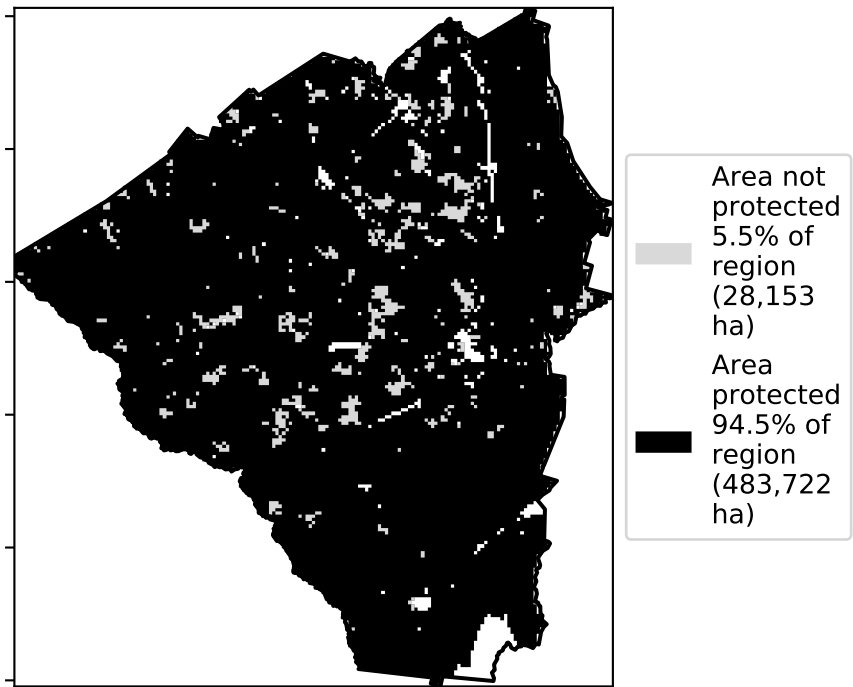 Area not
protected
5.5% of
region
(28,153
ha)
Area
protected
94.5% of
region
(483,722
ha)